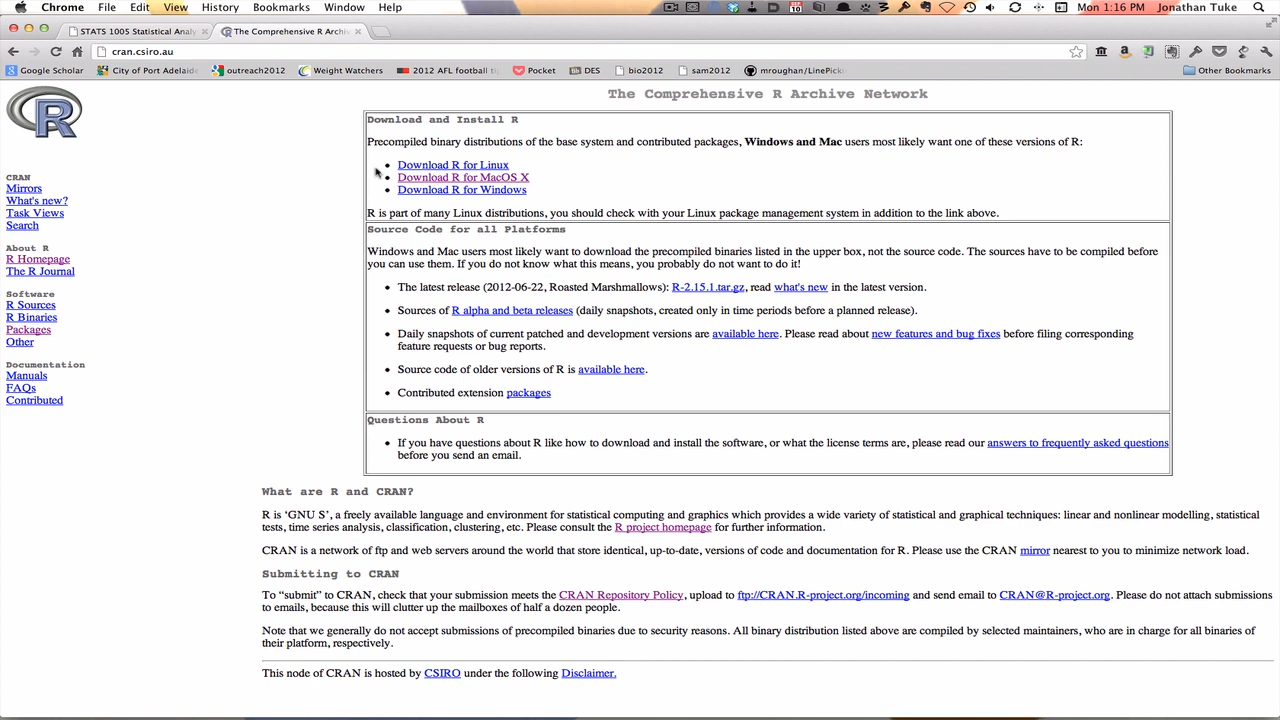 Chrome File Edit View History Bookmarks Window Help Mon 1:16 PM Jonathan Tuke
STATS 1005 Statistical Analy The Comprehensive R Archiv
cran.csiro.au
Google Scholar City of Port Adelaide outreach2012 Weight Watchers 2012 AFL football ti Pocket DES bio2012 sam2012 mroughan/LinePicki Other Bookmarks
R
The Comprehensive R Archive Network
CRAN
Mirrors
What's new?
Task Views
Search
About R
R Homepage
The R Journal
Software
R Sources
R Binaries
Packages
Other
Documentation
Manuals
FAQs
Contributed
Download and Install R
Precompiled binary distributions of the base system and contributed packages, Windows and Mac users most likely want one of these versions of R:
Download R for Linux
Download R for MacOS X
Download R for Windows
R is part of many Linux distributions, you should check with your Linux package management system in addition to the link above.
Source Code for all Platforms
Windows and Mac users most likely want to download the precompiled binaries listed in the upper box, not the source code. The sources have to be compiled before
you can use them. If you do not know what this means, you probably do not want to do it!
The latest release (2012-06-22, Roasted Marshmallows): R-2.15.1.tar.gz, read what's new in the latest version.
Sources of R alpha and beta releases (daily snapshots, created only in time periods before a planned release).
Daily snapshots of current patched and development versions are available here. Please read about new features and bug fixes before filing corresponding
feature requests or bug reports.
Source code of older versions of R is available here.
Contributed extension packages
Questions About R
If you have questions about R like how to download and install the software, or what the license terms are, please read our answers to frequently asked questions
before you send an email.
What are R and CRAN?
R is ‘GNU S’, a freely available language and environment for statistical computing and graphics which provides a wide variety of statistical and graphical techniques: linear and nonlinear modelling, statistical
tests, time series analysis, classification, clustering, etc. Please consult the R project homepage for further information.
CRAN is a network of ftp and web servers around the world that store identical, up-to-date, versions of code and documentation for R. Please use the CRAN mirror nearest to you to minimize network load.
Submitting to CRAN
To “submit” to CRAN, check that your submission meets the CRAN Repository Policy, upload to ftp://CRAN.R-project.org/incoming and send email to CRAN@R-project.org. Please do not attach submissions
to emails, because this will clutter up the mailboxes of half a dozen people.
Note that we generally do not accept submissions of precompiled binaries due to security reasons. All binary distribution listed above are compiled by selected maintainers, who are in charge for all binaries of
their platform, respectively.
This node of CRAN is hosted by CSIRO under the following Disclaimer.